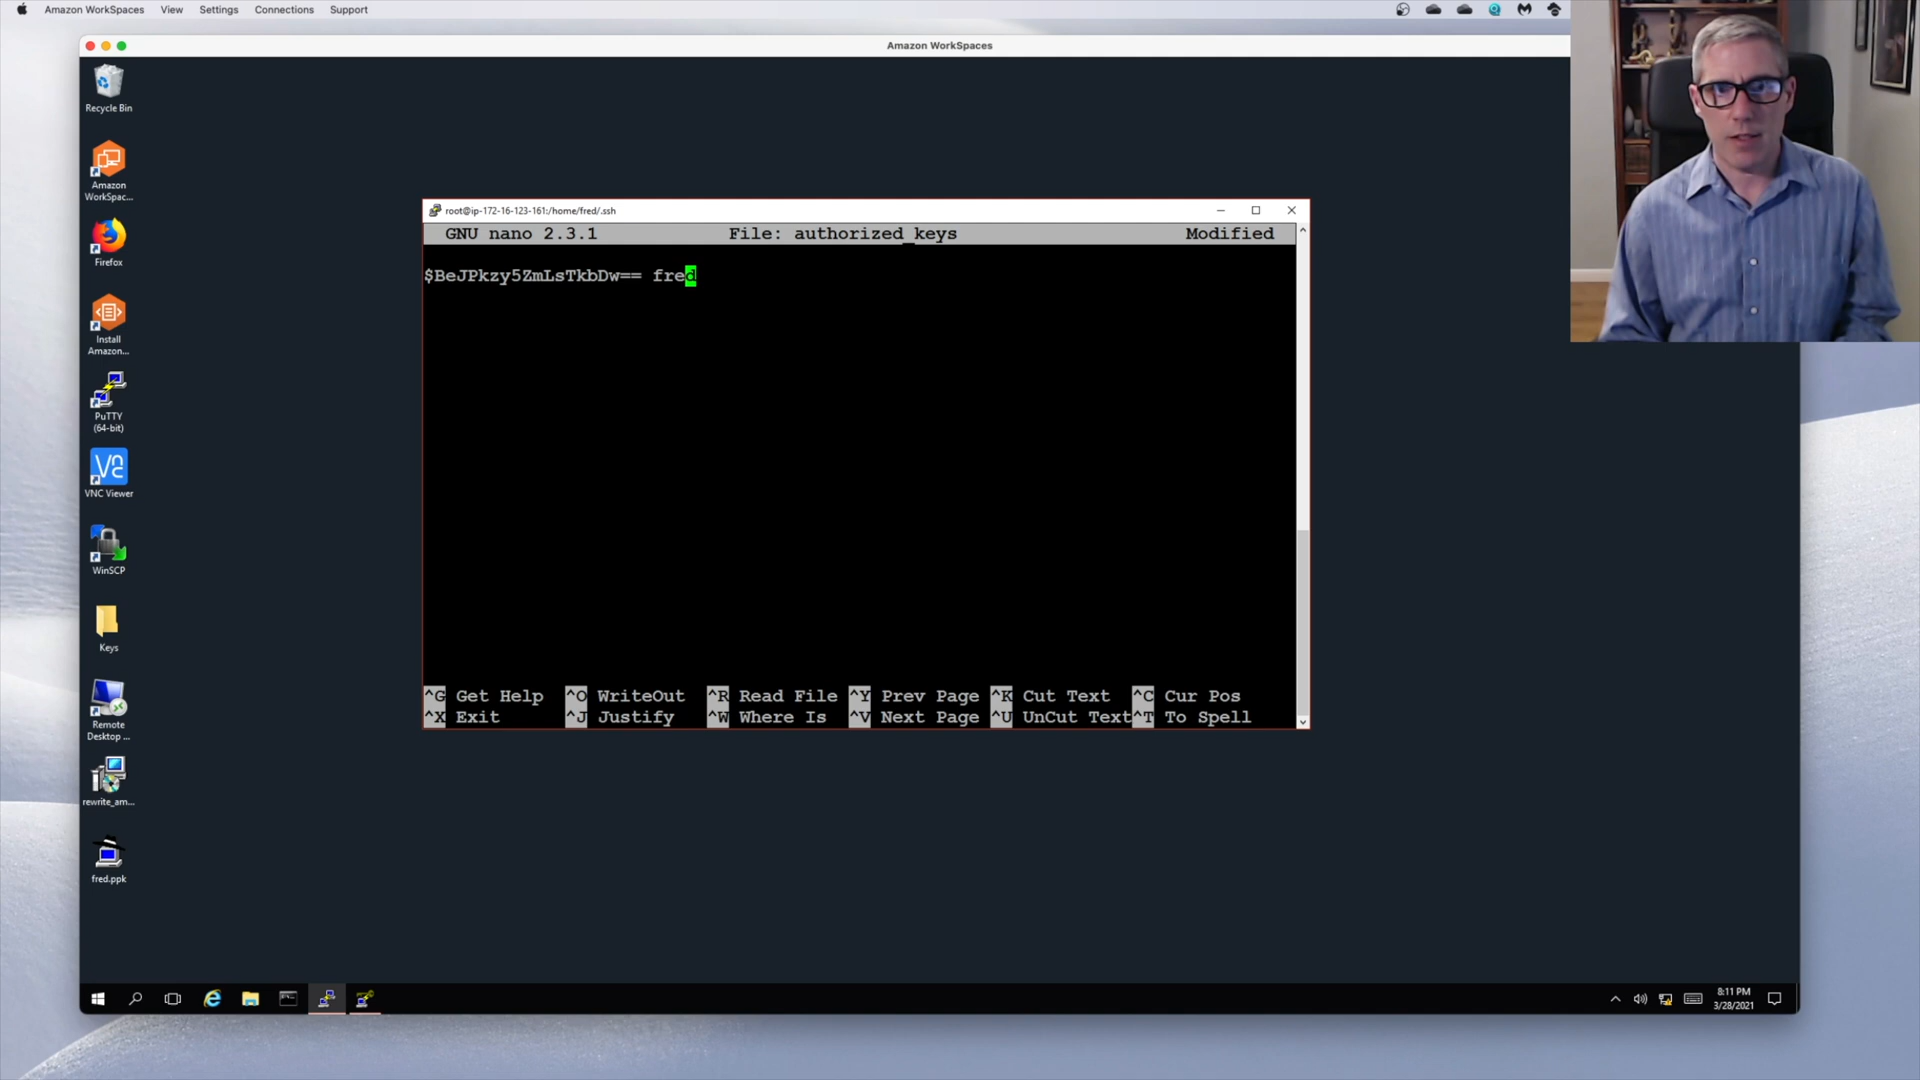 Amazon WorkSpaces View Settings Connections Support
Amazon WorkSpaces
Recycle Bin
Amazon
WorkSpac...
Firefox
Install
Amazon...
PuTTY
(64-bit)
VNC Viewer
WinSCP
Keys
Remote
Desktop ...
rewrite_am...
fred.ppk
root@ip-172-16-123-161:/home/fred/.ssh
GNU nano 2.3.1 File: authorized_keys Modified
$BeJPkzy5ZmLsTkbDw== fred
^G Get Help ^O WriteOut ^R Read File ^Y Prev Page ^K Cut Text ^C Cur Pos
^X Exit ^J Justify ^W Where Is ^V Next Page ^U UnCut Text^T To Spell
8:11 PM
3/28/2021